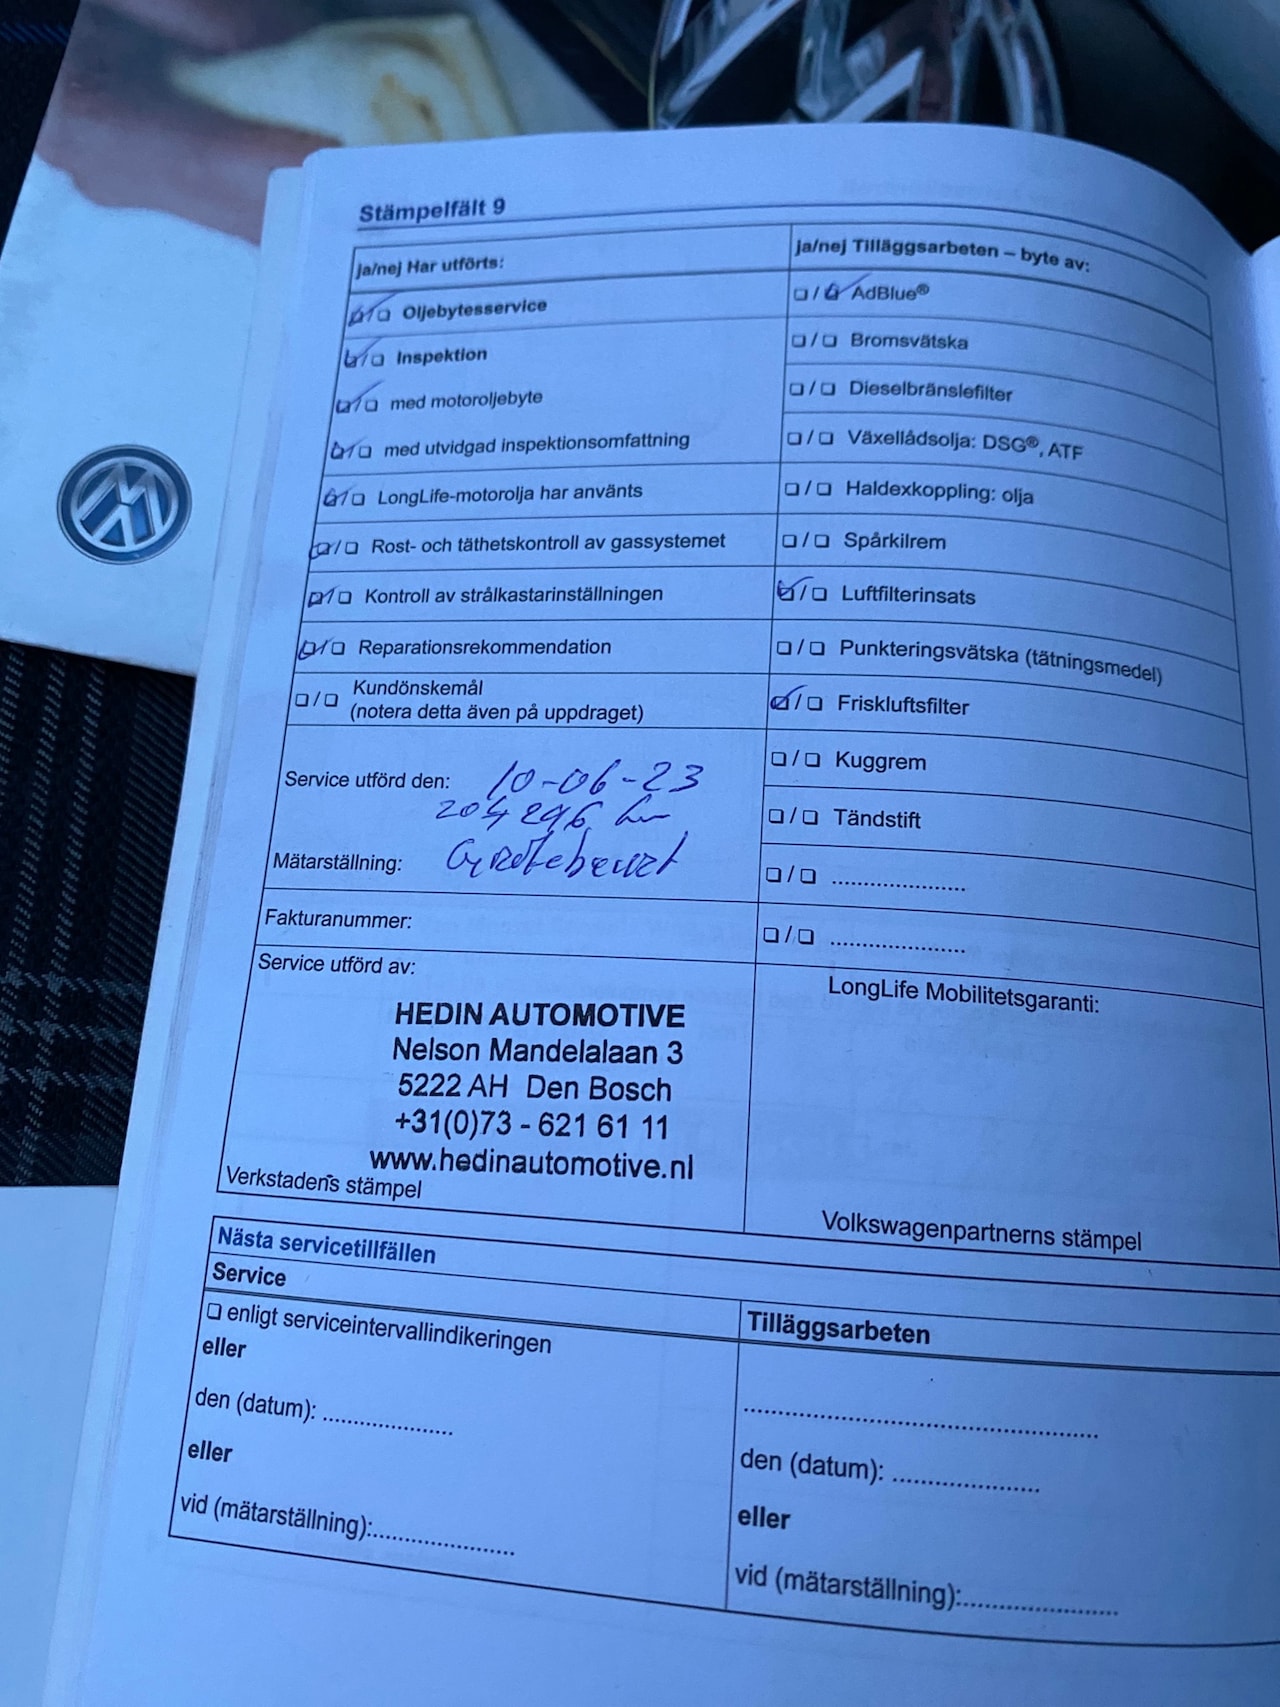 Stämpelfält 9
ja/nej Har utförts:
☑/☐ Oljebytesservice
☑/☐ Inspektion
☑/☐ med motoroljebyte
☑/☐ med utvidgad inspektionsomfattning
☑/☐ LongLife-motorolja har använts
☑/☐ Rost- och täthetskontroll av gassystemet
☑/☐ Kontroll av strålkastarinställningen
☑/☐ Reparationsrekommendation
☐/☐ Kundönskemål
(notera detta även på uppdraget)
Service utförd den: 10-06-23
204296 km
Mätarställning:
Fakturanummer:
Service utförd av:
HEDIN AUTOMOTIVE
Nelson Mandelalaan 3
5222 AH Den Bosch
+31(0)73 - 621 61 11
www.hedinautomotive.nl
Verkstadens stämpel
ja/nej Tilläggsarbeten – byte av:
☐/☑ AdBlue®
☐/☐ Bromsvätska
☐/☐ Dieselbränslefilter
☐/☐ Växellådsolja: DSG®, ATF
☐/☐ Haldexkoppling: olja
☐/☐ Spårkilrem
☑/☐ Luftfilterinsats
☐/☐ Punkteringsvätska (tätningsmedel)
☑/☐ Friskluftsfilter
☐/☐ Kuggrem
☐/☐ Tändstift
☐/☐ ......................
☐/☐ ......................
LongLife Mobilitetsgaranti:
Volkswagenpartnerns stämpel
Nästa servicetillfällen
Service
☐ enligt serviceintervallindikeringen
eller
den (datum): .....................
eller
vid (mätarställning):.......................
Tilläggsarbeten
.........................................................
den (datum): .......................
eller
vid (mätarställning):.........................